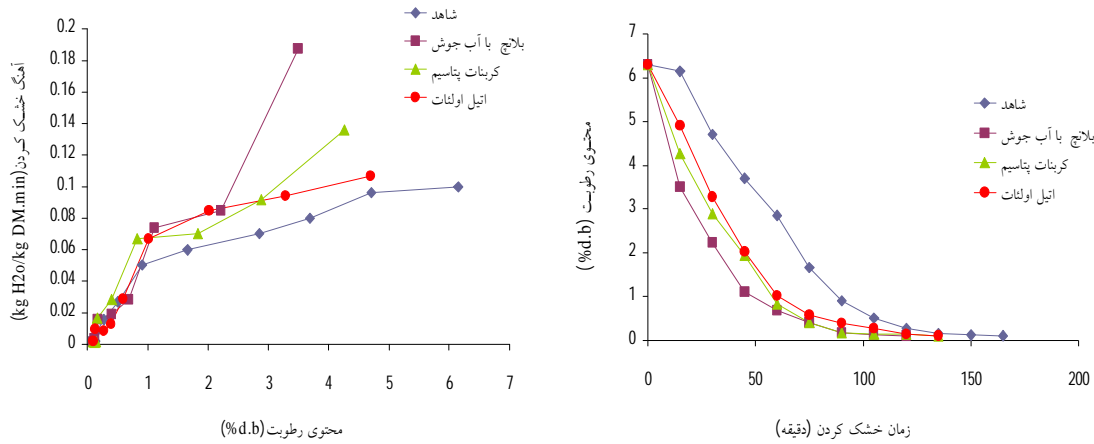 0.2
0.18
0.16
0.14
0.12
0.1
0.08
0.06
0.04
0.02
0
0 1 2 3 4 5 6 7
آهنگ خشک کردن(kg H2o/kg DM.min)
محتوی رطوبت(%d.b)
شاهد
بلانچ با آب جوش
کربنات پتاسیم
اتیل اولئات
7
6
5
4
3
2
1
0
0 50 100 150 200
محتوی رطوبت (%d.b)
زمان خشک کردن (دقیقه)
شاهد
بلانچ با آب جوش
کربنات پتاسیم
اتیل اولئات